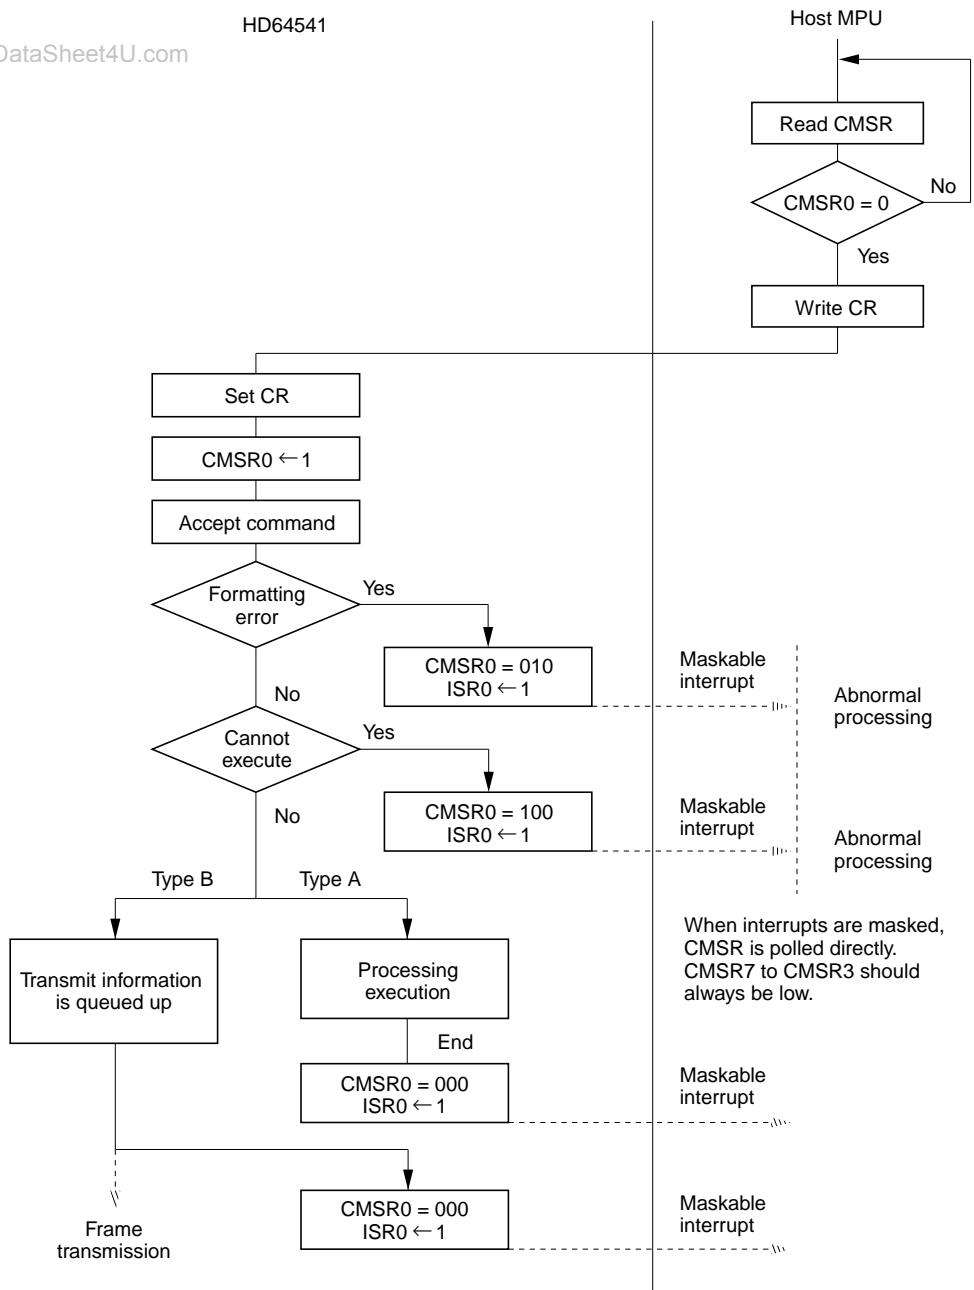 HD64541
Host MPU
DataSheet4U.com
Read CMSR
CMSR0 = 0
No
Yes
Write CR
Set CR
CMSR0 ← 1
Accept command
Formatting
error
Yes
CMSR0 = 010
ISR0 ← 1
Maskable
interrupt
Abnormal
processing
No
Cannot
execute
Yes
CMSR0 = 100
ISR0 ← 1
Maskable
interrupt
Abnormal
processing
No
Type B
Type A
When interrupts are masked,
CMSR is polled directly.
CMSR7 to CMSR3 should
always be low.
Transmit information
is queued up
Processing
execution
End
CMSR0 = 000
ISR0 ← 1
Maskable
interrupt
CMSR0 = 000
ISR0 ← 1
Maskable
interrupt
Frame
transmission